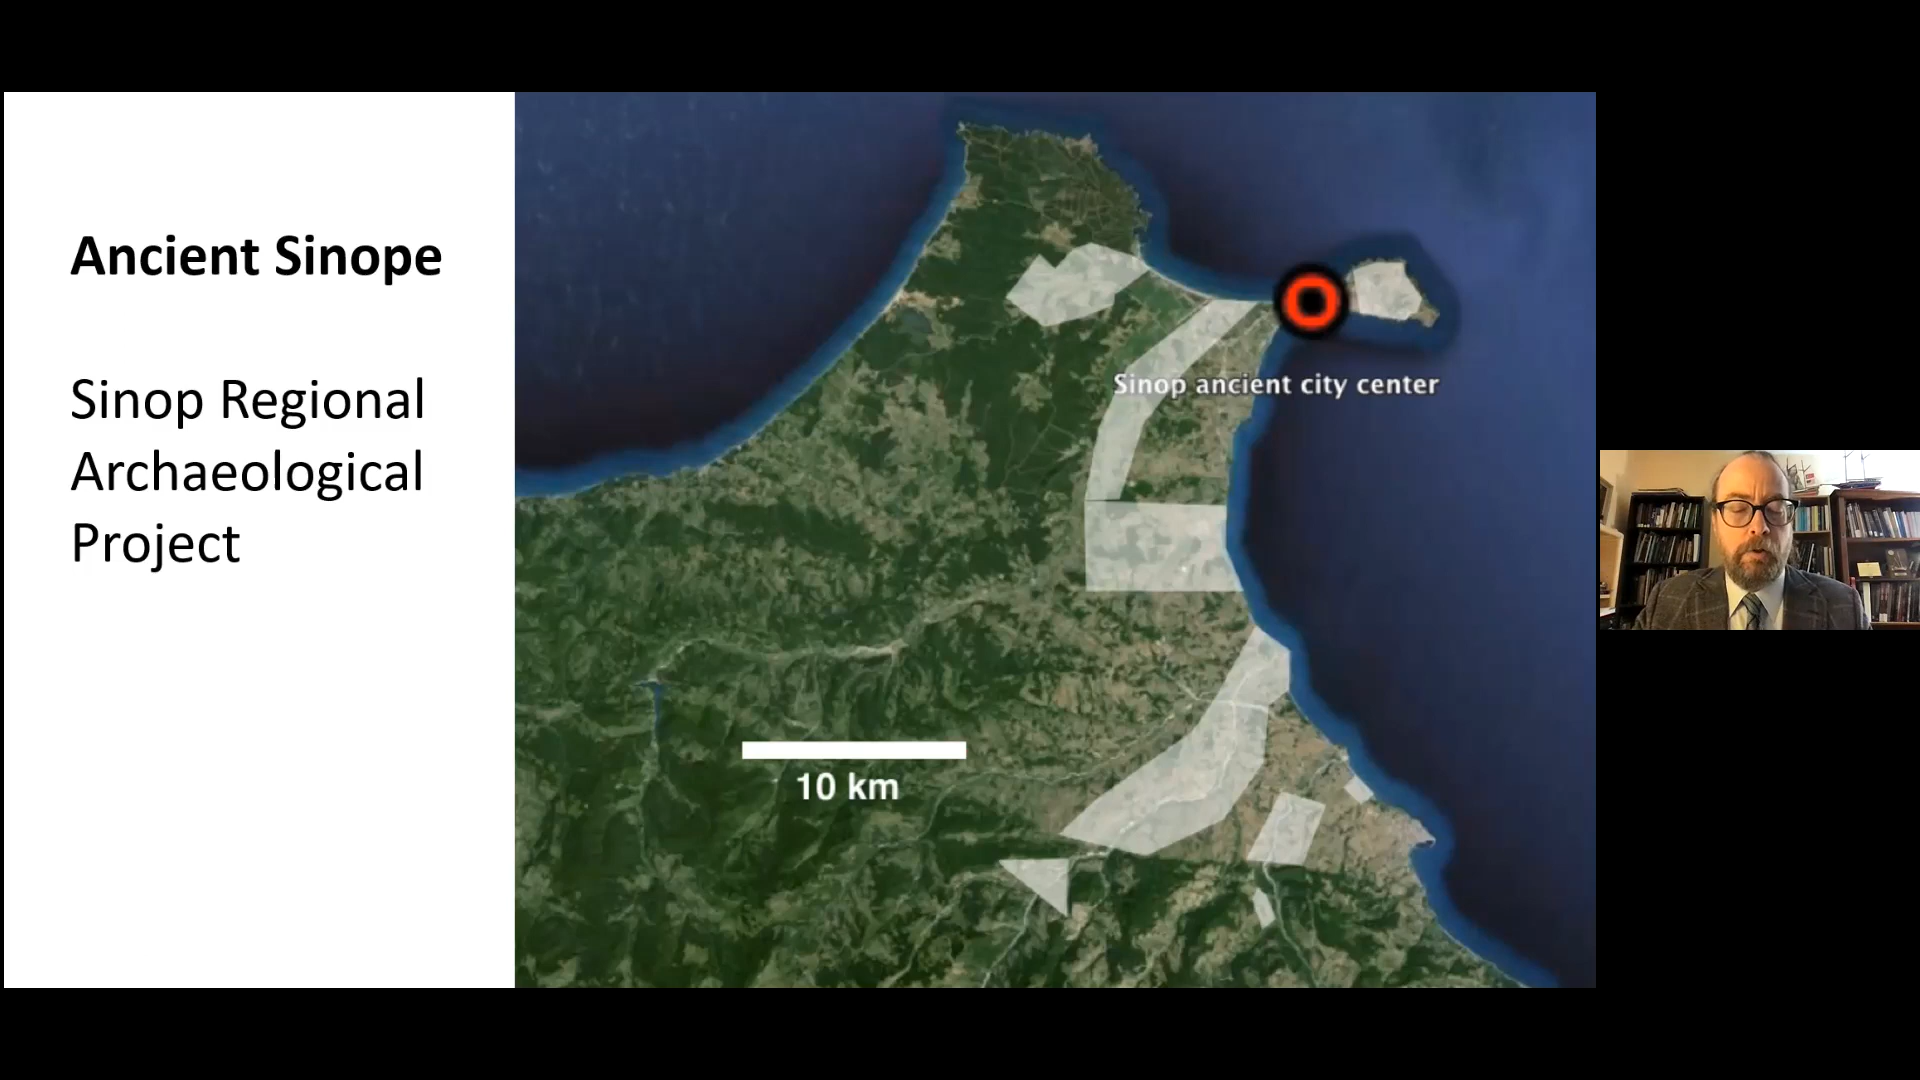 Ancient Sinope
Sinop Regional
Archaeological
Project
Sinop ancient city center
10 km